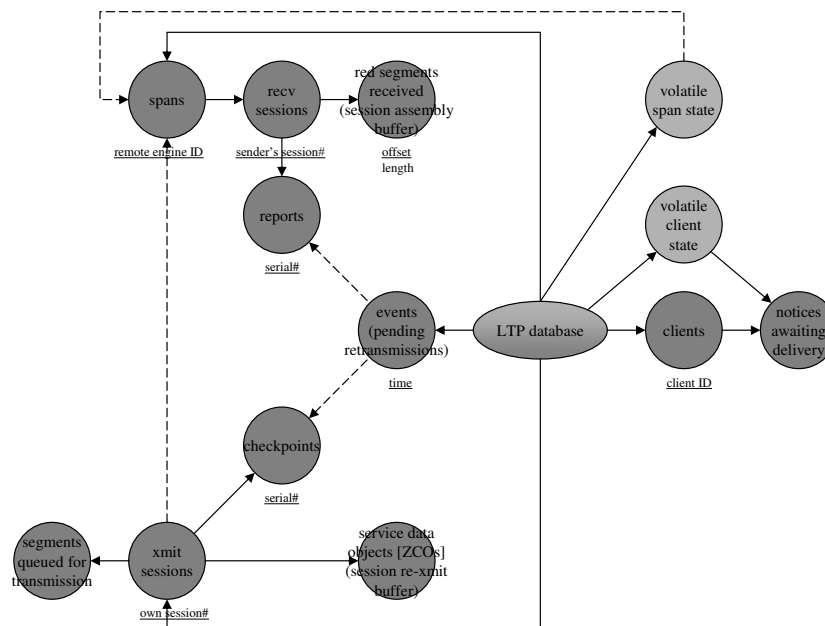 spans
remote engine ID
recv
sessions
sender's session#
red segments
received
(session assembly
buffer)
offset
length
volatile
span state
reports
serial#
volatile
client
state
events
(pending
retransmissions)
time
LTP database
clients
client ID
notices
awaiting
delivery
checkpoints
serial#
segments
queued for
transmission
xmit
sessions
own session#
service data
objects [ZCOs]
(session re-xmit
buffer)